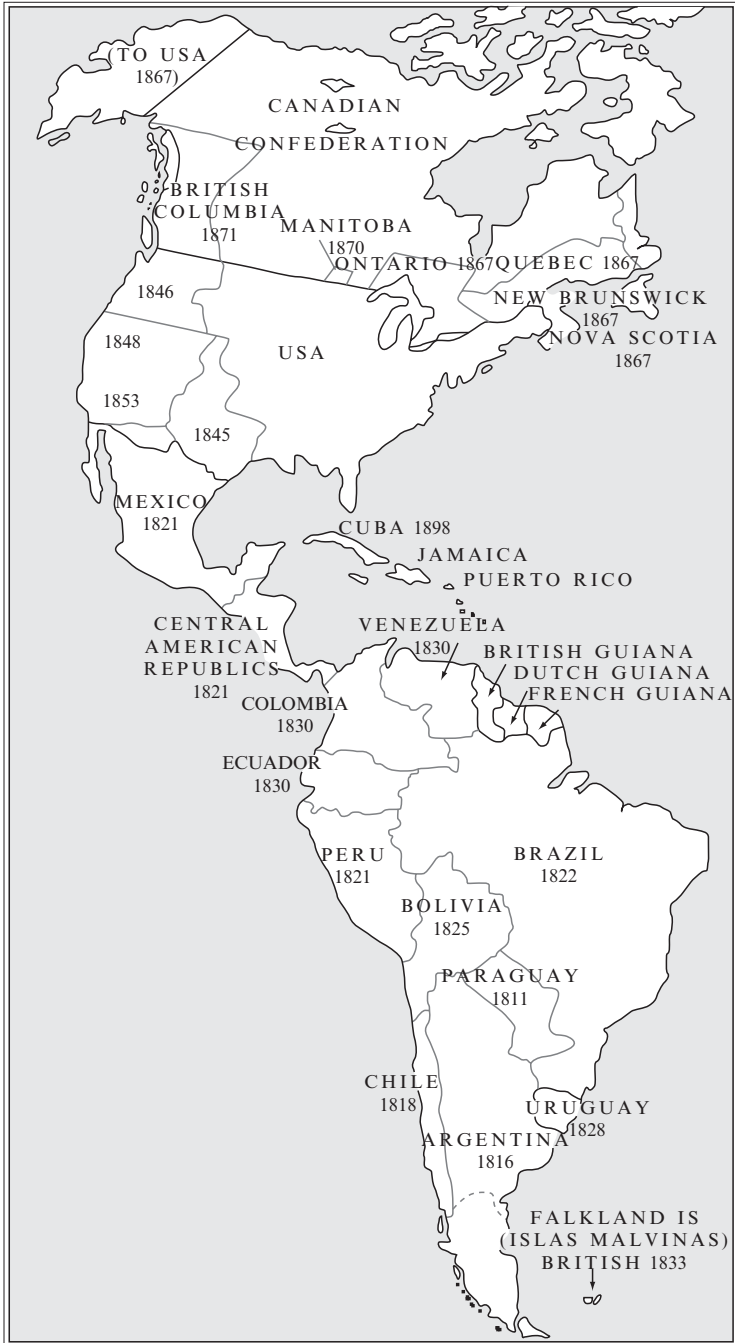 (TO USA
1867)
CANADIAN
CONFEDERATION
BRITISH
COLUMBIA
1871
MANITOBA
1870
ONTARIO 1867
QUEBEC 1867
NEW BRUNSWICK
1867
NOVA SCOTIA
1867
1846
1848
USA
1853
1845
MEXICO
1821
CUBA 1898
JAMAICA
PUERTO RICO
CENTRAL
AMERICAN
REPUBLICS
1821
VENEZUELA
1830
BRITISH GUIANA
DUTCH GUIANA
FRENCH GUIANA
COLOMBIA
1830
ECUADOR
1830
PERU
1821
BRAZIL
1822
BOLIVIA
1825
PARAGUAY
1811
CHILE
1818
URUGUAY
1828
ARGENTINA
1816
FALKLAND IS
(ISLAS MALVINAS)
BRITISH 1833